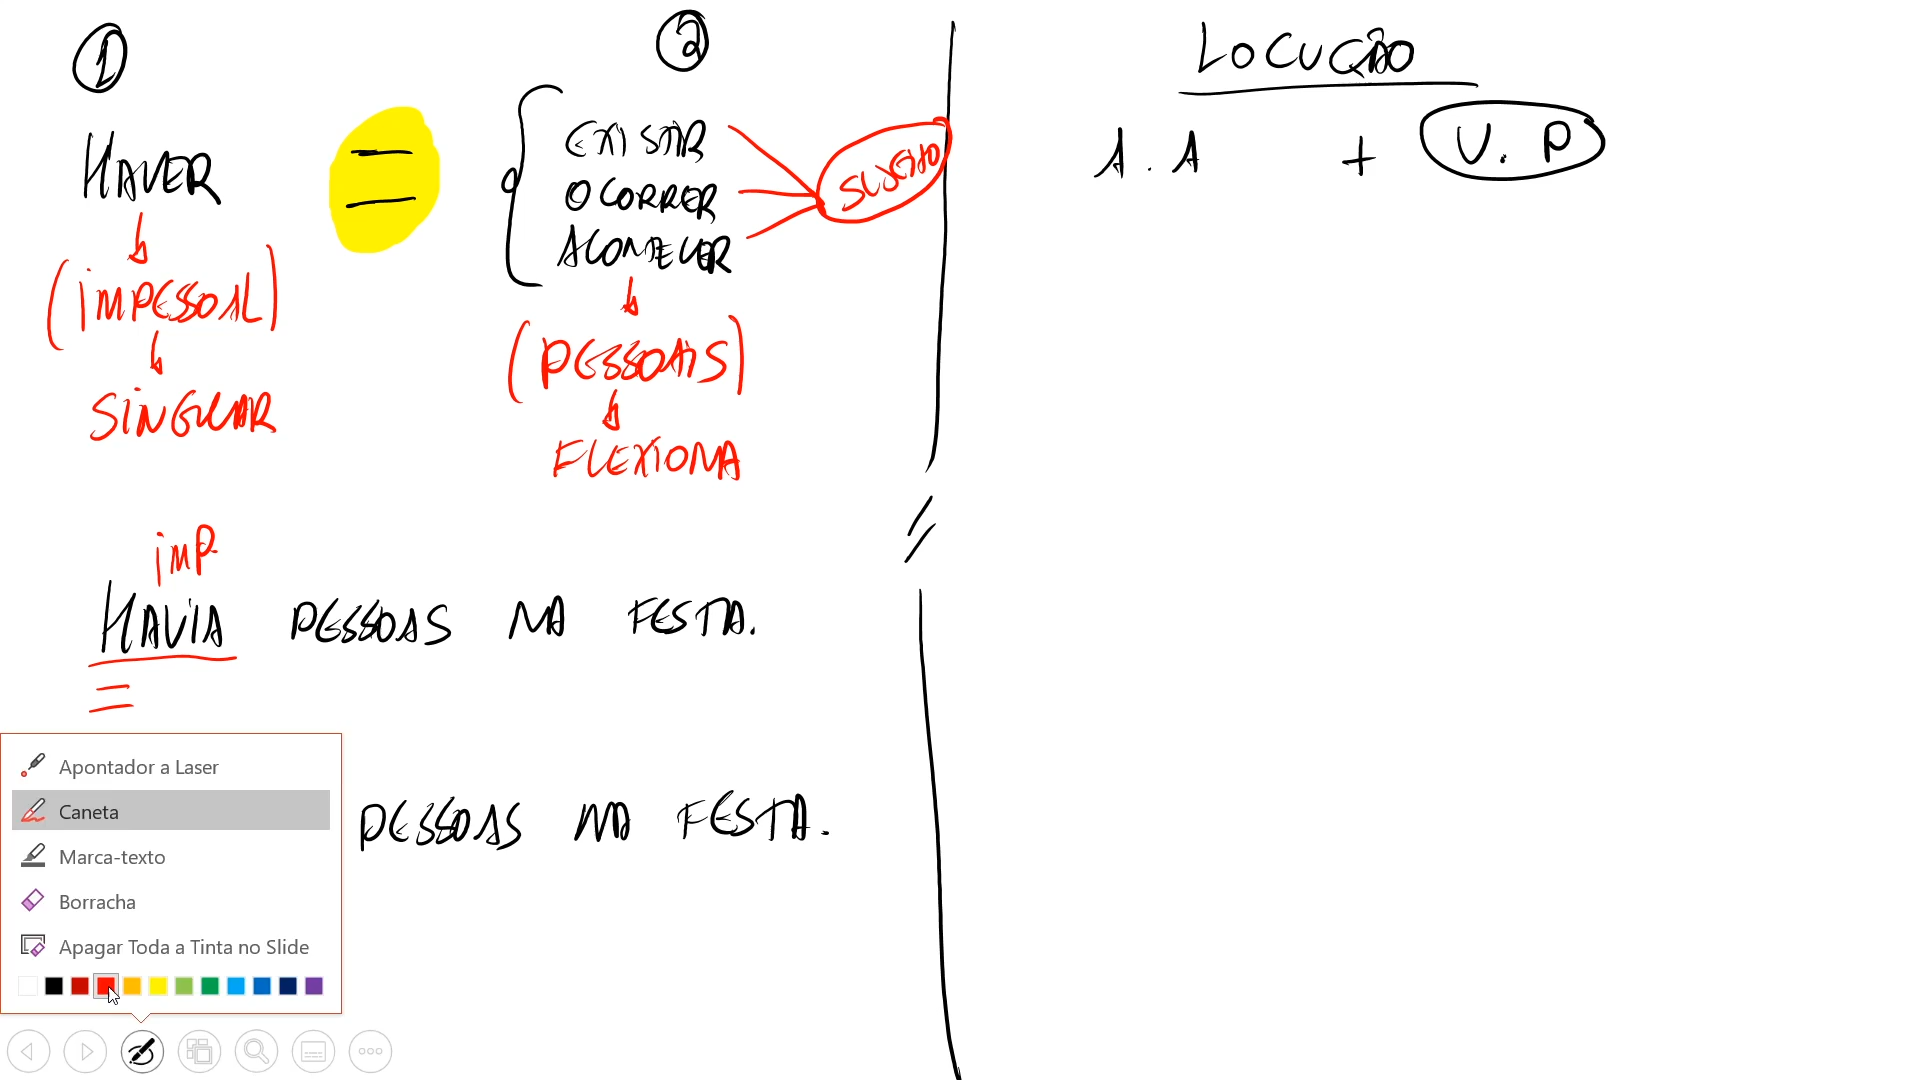 1
HAVER
=
(IMPESSOAL)
SINGULAR
2
EXISTIR
OCORRER
ACONTECER
SUJEITO
(PESSOAIS)
FLEXIONA
IMP.
HAVIA PESSOAS NA FESTA.
=
PESSOAS NA FESTA.
LOCUÇÃO
V.A + V.P
Apontador a Laser
Caneta
Marca-texto
Borracha
Apagar Toda a Tinta no Slide